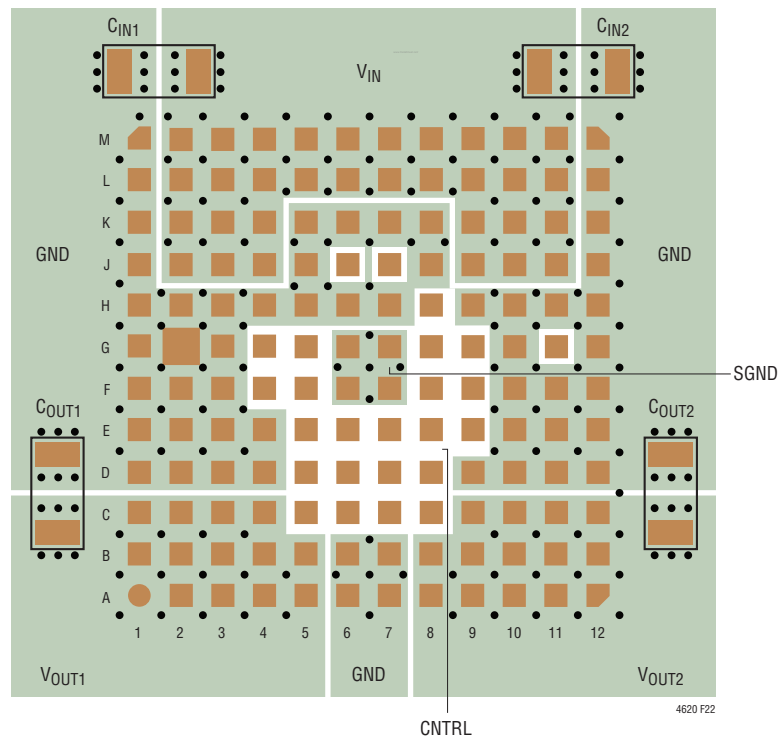 CIN1
CIN2
VIN
M
L
K
GND
GND
J
H
G
SGND
F
COUT1
COUT2
E
D
C
B
A
1 2 3 4 5 6 7 8 9 10 11 12
VOUT1
GND
VOUT2
4620 F22
CNTRL